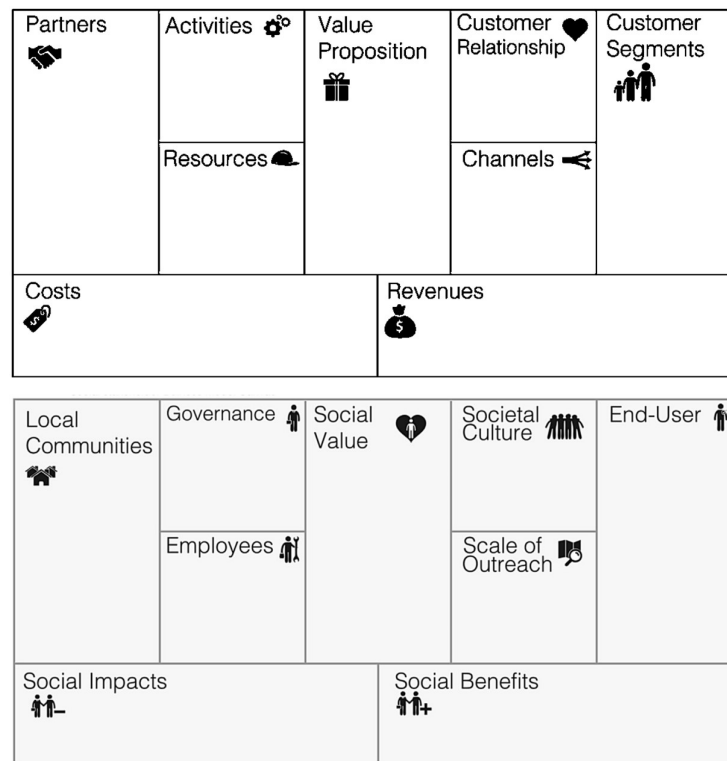 Partners
Activities
Value
Proposition
Customer
Relationship
Customer
Segments
Resources
Channels
Costs
$
Revenues
$
Local
Communities
Governance
Social
Value
Societal
Culture
End-User
Employees
Scale of
Outreach
Social Impacts
Social Benefits